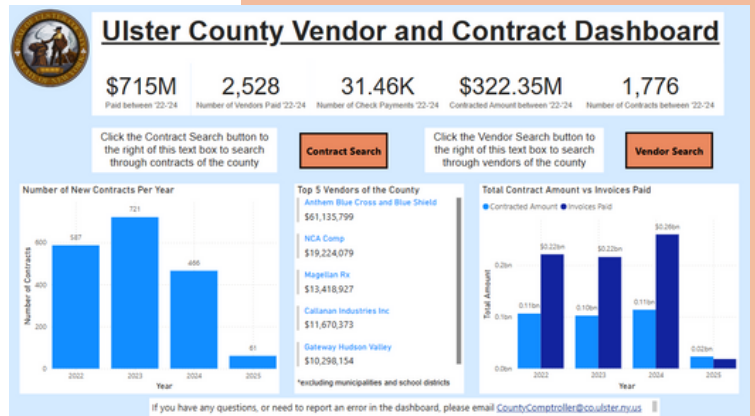 Ulster County Vendor and Contract Dashboard
$715M
Paid between '22-'24
2,528
Number of Vendors Paid '22-'24
31.46K
Number of Check Payments '22-'24
$322.35M
Contracted Amount between '22-'24
1,776
Number of Contracts between '22-'24
Click the Contract Search button to
the right of this text box to search
through contracts of the county
Contract Search
Click the Vendor Search button to
the right of this text box to search
through vendors of the county
Vendor Search
Number of New Contracts Per Year
Number of Contracts
600
400
200
0
587
721
466
61
2022
2023
2024
2025
Year
Top 5 Vendors of the County
Anthem Blue Cross and Blue Shield
$61,135,799
NCA Comp
$19,224,079
Magellan Rx
$13,418,927
Callanan Industries Inc
$11,670,373
Gateway Hudson Valley
$10,298,154
*excluding municipalities and school districts
Total Contract Amount vs Invoices Paid
Contracted Amount
Invoices Paid
Total Amount
0.2bn
0.1bn
0.0bn
0.11bn
$0.22bn
0.10bn
$0.22bn
0.11bn
$0.26bn
0.02bn
2022
2023
2024
2025
Year
If you have any questions, or need to report an error in the dashboard, please email CountyComptroller@co.ulster.ny.us